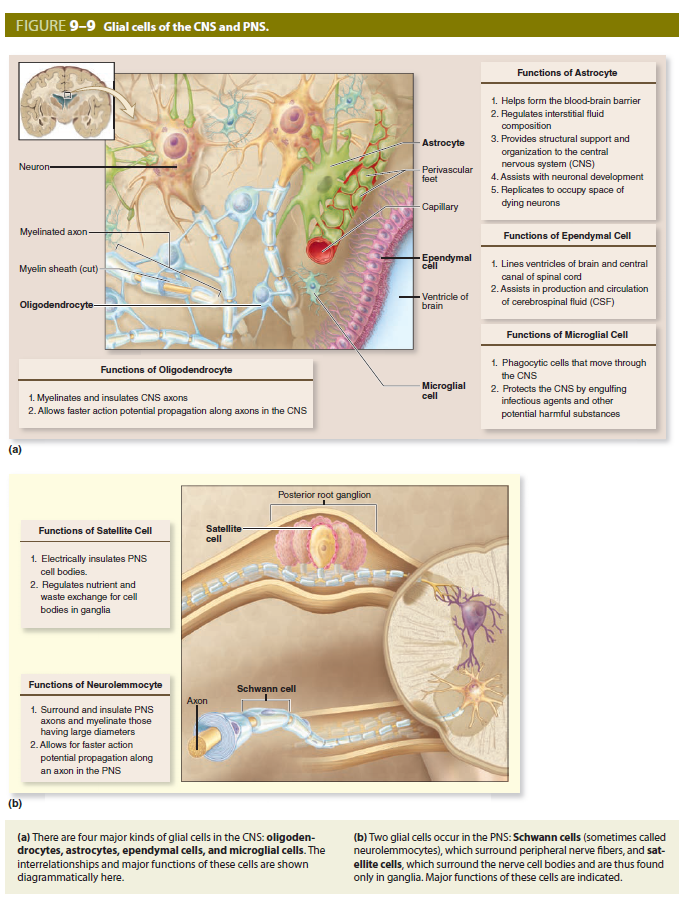 FIGURE 9–9 Glial cells of the CNS and PNS.
Neuron
Myelinated axon
Myelin sheath (cut)
Oligodendrocyte
Astrocyte
Perivascular
feet
Capillary
Ependymal
cell
Ventricle of
brain
Microglial
cell
Functions of Astrocyte
1. Helps form the blood-brain barrier
2. Regulates interstitial fluid
composition
3. Provides structural support and
organization to the central
nervous system (CNS)
4. Assists with neuronal development
5. Replicates to occupy space of
dying neurons
Functions of Ependymal Cell
1. Lines ventricles of brain and central
canal of spinal cord
2. Assists in production and circulation
of cerebrospinal fluid (CSF)
Functions of Microglial Cell
1. Phagocytic cells that move through
the CNS
2. Protects the CNS by engulfing
infectious agents and other
potential harmful substances
Functions of Oligodendrocyte
1. Myelinates and insulates CNS axons
2. Allows faster action potential propagation along axons in the CNS
(a)
Posterior root ganglion
Satellite
cell
Functions of Satellite Cell
1. Electrically insulates PNS
cell bodies.
2. Regulates nutrient and
waste exchange for cell
bodies in ganglia
Functions of Neurolemmocyte
1. Surround and insulate PNS
axons and myelinate those
having large diameters
2. Allows for faster action
potential propagation along
an axon in the PNS
Schwann cell
Axon
(b)
(a) There are four major kinds of glial cells in the CNS: oligoden-
drocytes, astrocytes, ependymal cells, and microglial cells. The
interrelationships and major functions of these cells are shown
diagrammatically here.
(b) Two glial cells occur in the PNS: Schwann cells (sometimes called
neurolemmocytes), which surround peripheral nerve fibers, and sat-
ellite cells, which surround the nerve cell bodies and are thus found
only in ganglia. Major functions of these cells are indicated.